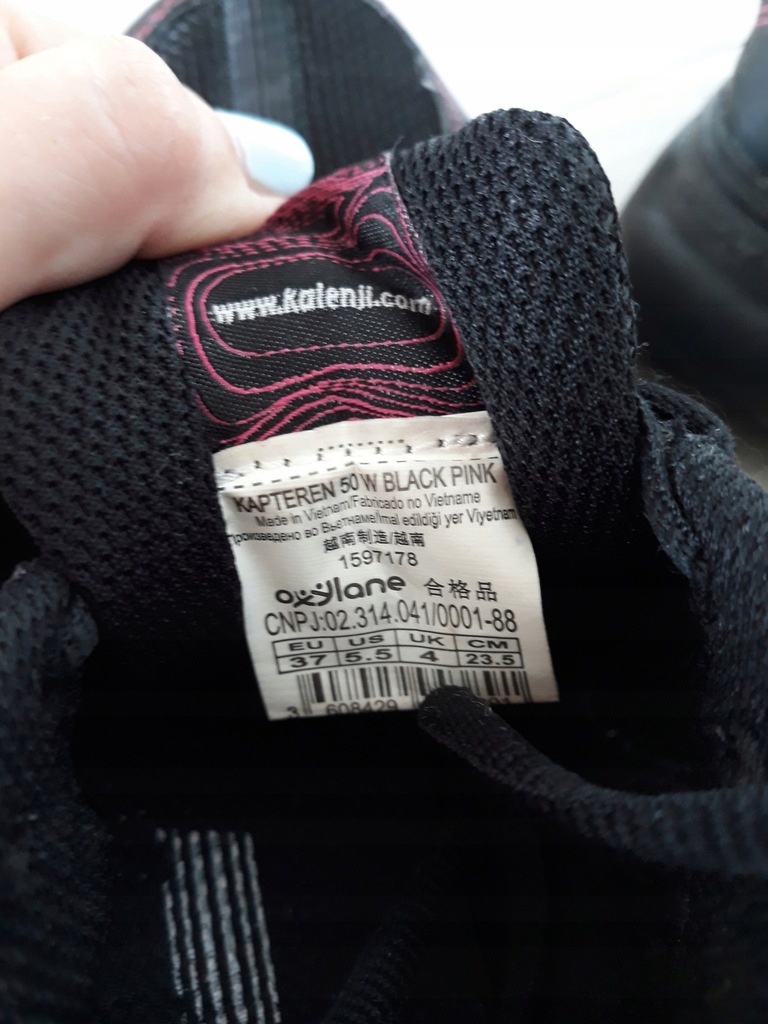 www.kalenji.com
KAPTEREN 50 W BLACK PINK
Made in Vietnam/Fabricado no Vietname
Произведено во Вьетнаме/Imal edildiği yer Viyetnam
越南制造/越南
1597178
oxylane 合格品
CNPJ:02.314.041/0001-88
EU US UK CM
37 5.5 4 23.5
3 608429